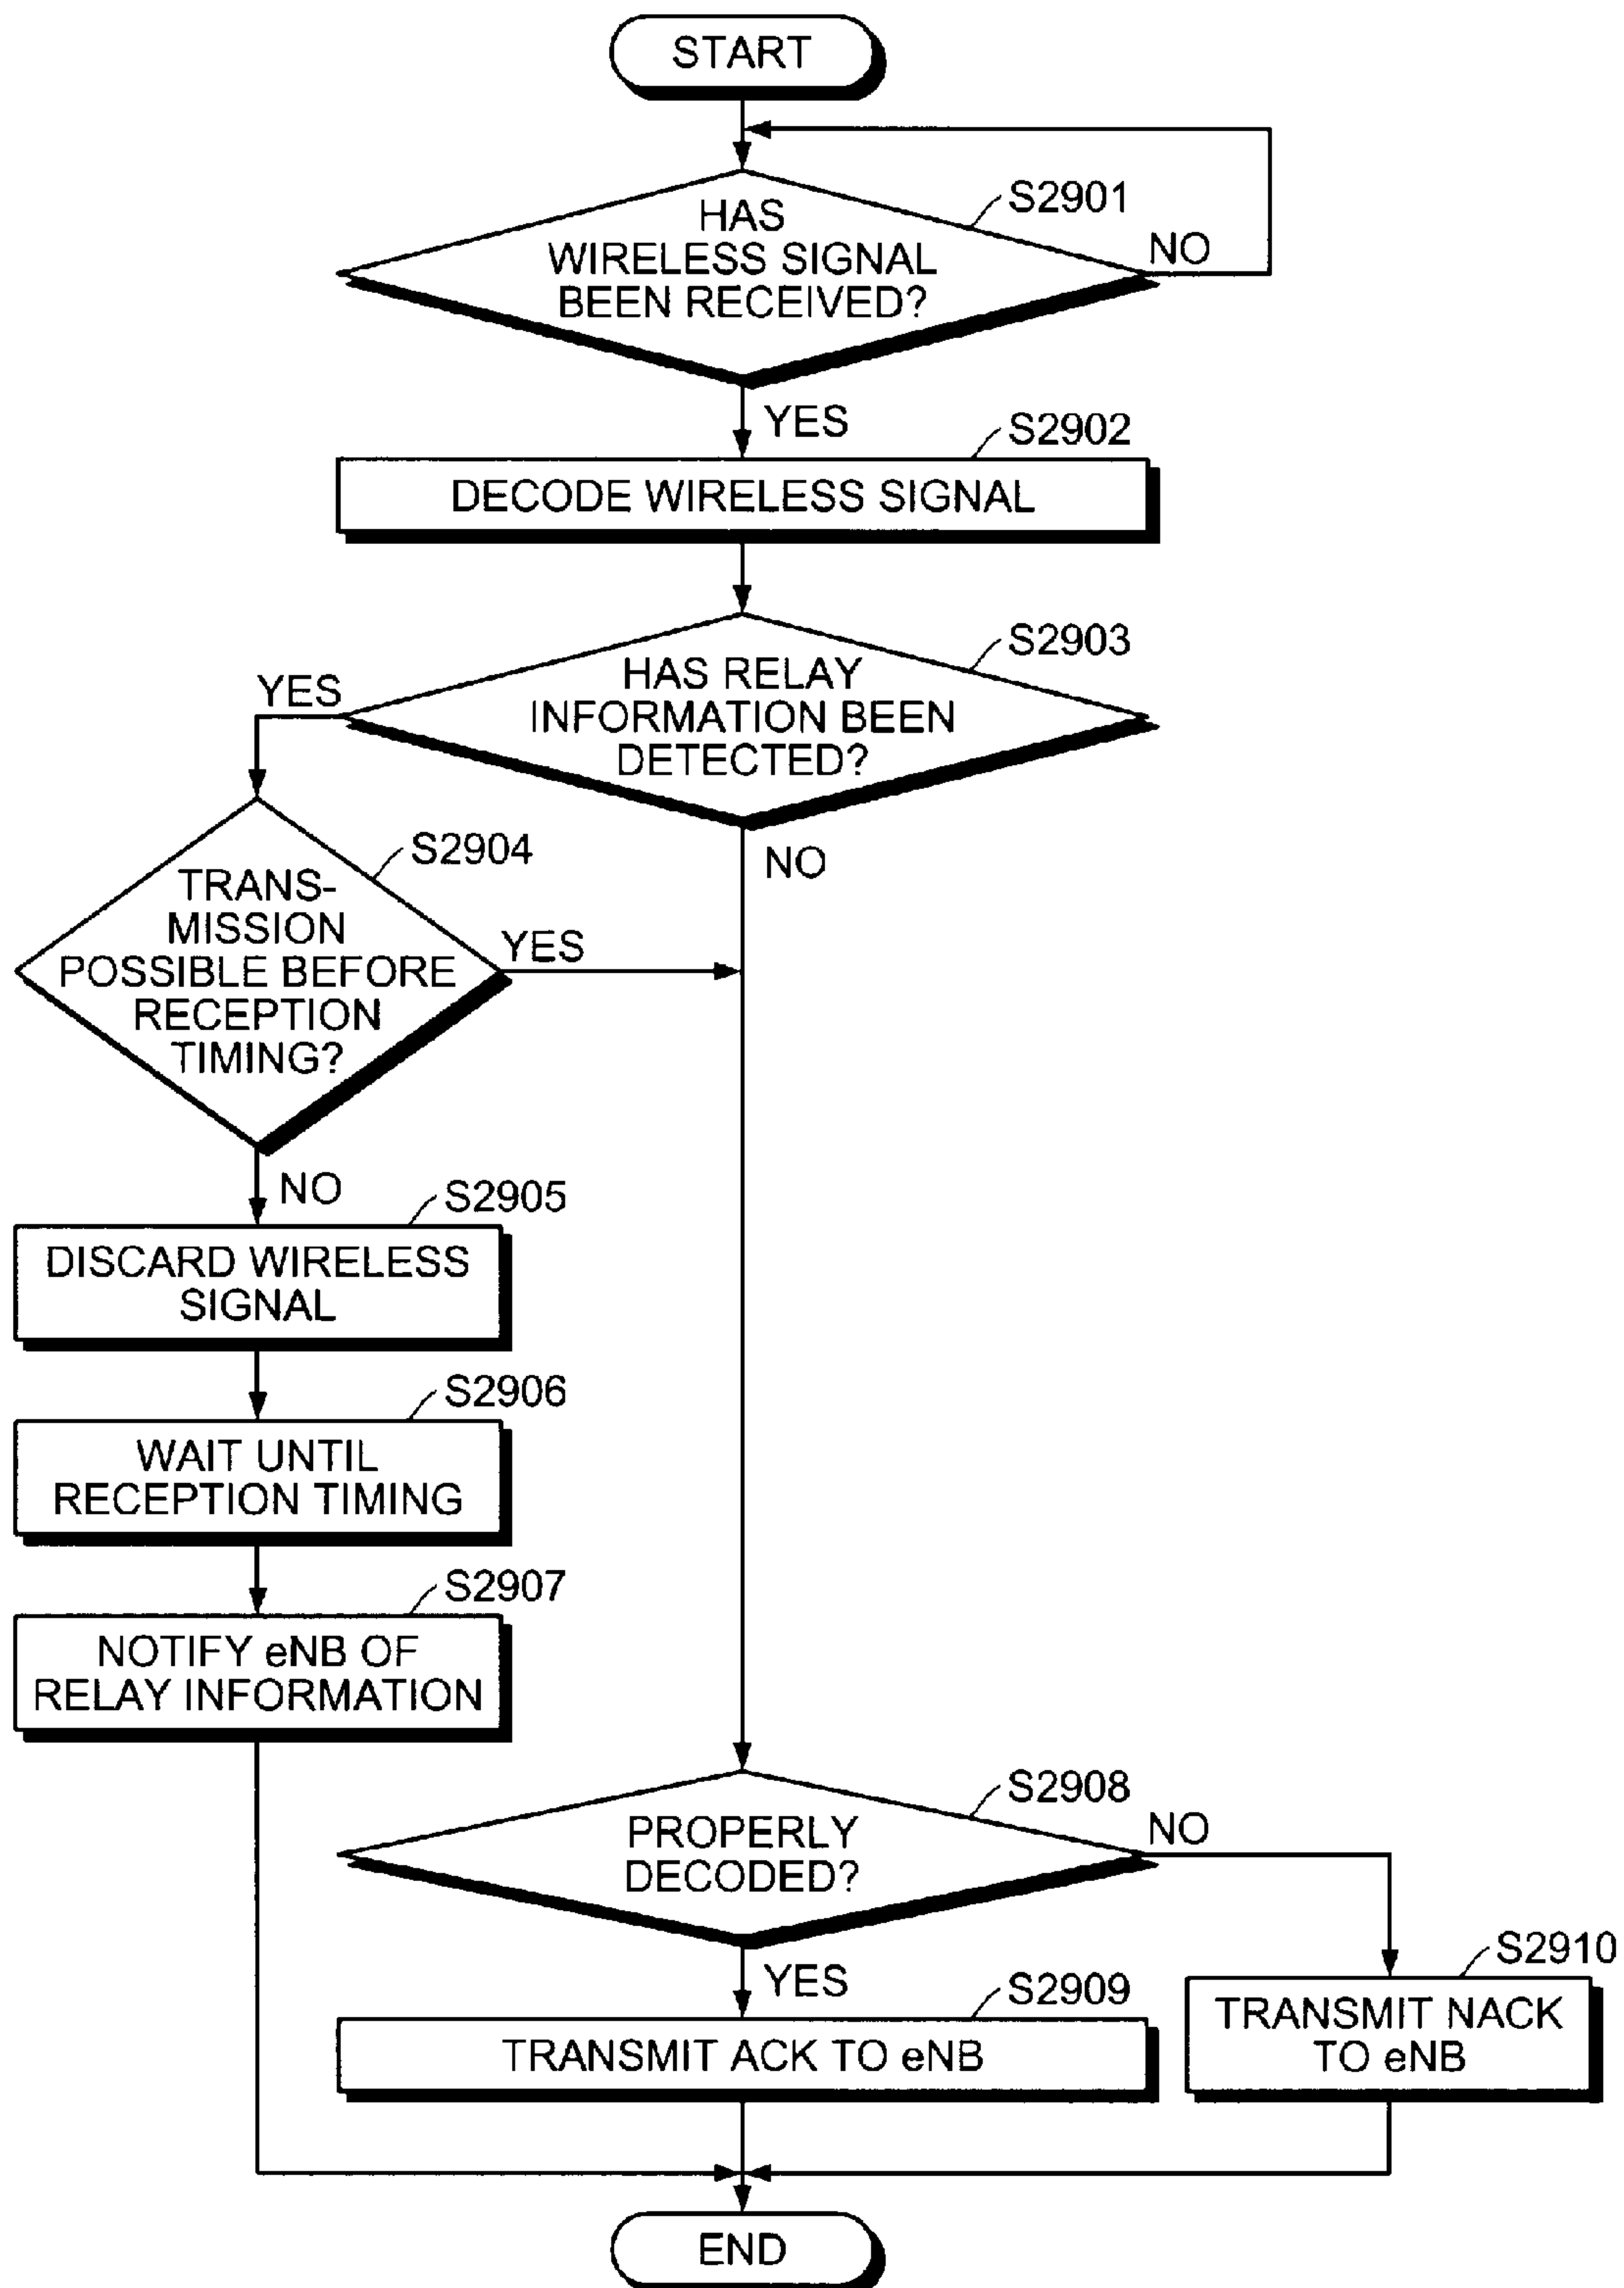 START
S2901
HAS
WIRELESS SIGNAL
BEEN RECEIVED?
NO
YES
S2902
DECODE WIRELESS SIGNAL
S2903
HAS RELAY
INFORMATION BEEN
DETECTED?
YES
NO
S2904
TRANS-
MISSION
POSSIBLE BEFORE
RECEPTION
TIMING?
YES
NO
S2905
DISCARD WIRELESS
SIGNAL
S2906
WAIT UNTIL
RECEPTION TIMING
S2907
NOTIFY eNB OF
RELAY INFORMATION
S2908
PROPERLY
DECODED?
NO
YES
S2909
TRANSMIT ACK TO eNB
S2910
TRANSMIT NACK
TO eNB
END